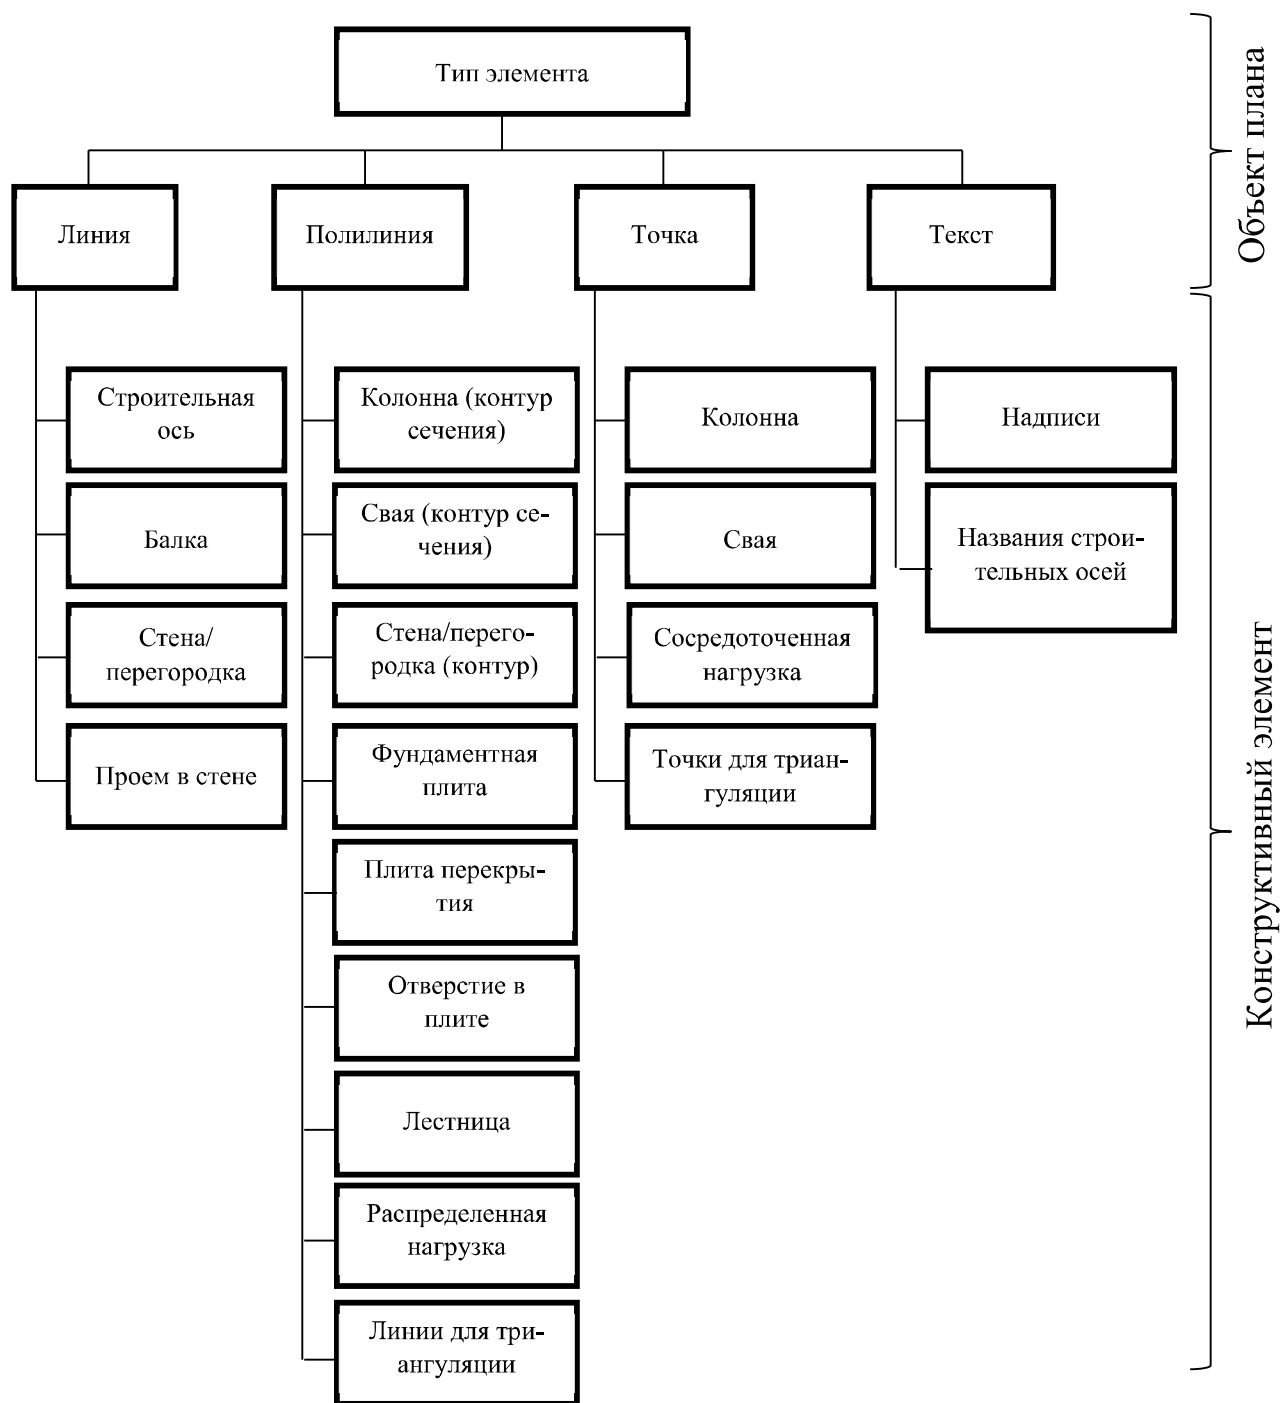 Тип элемента
Линия
Полилиния
Точка
Текст
Строительная
ось
Балка
Стена/
перегородка
Проем в стене
Колонна (контур
сечения)
Свая (контур се-
чения)
Стена/перего-
родка (контур)
Фундаментная
плита
Плита перекры-
тия
Отверстие в
плите
Лестница
Распределенная
нагрузка
Линии для три-
ангуляции
Колонна
Свая
Сосредоточенная
нагрузка
Точки для триан-
гуляции
Надписи
Названия строи-
тельных осей
Объект плана
Конструктивный элемент